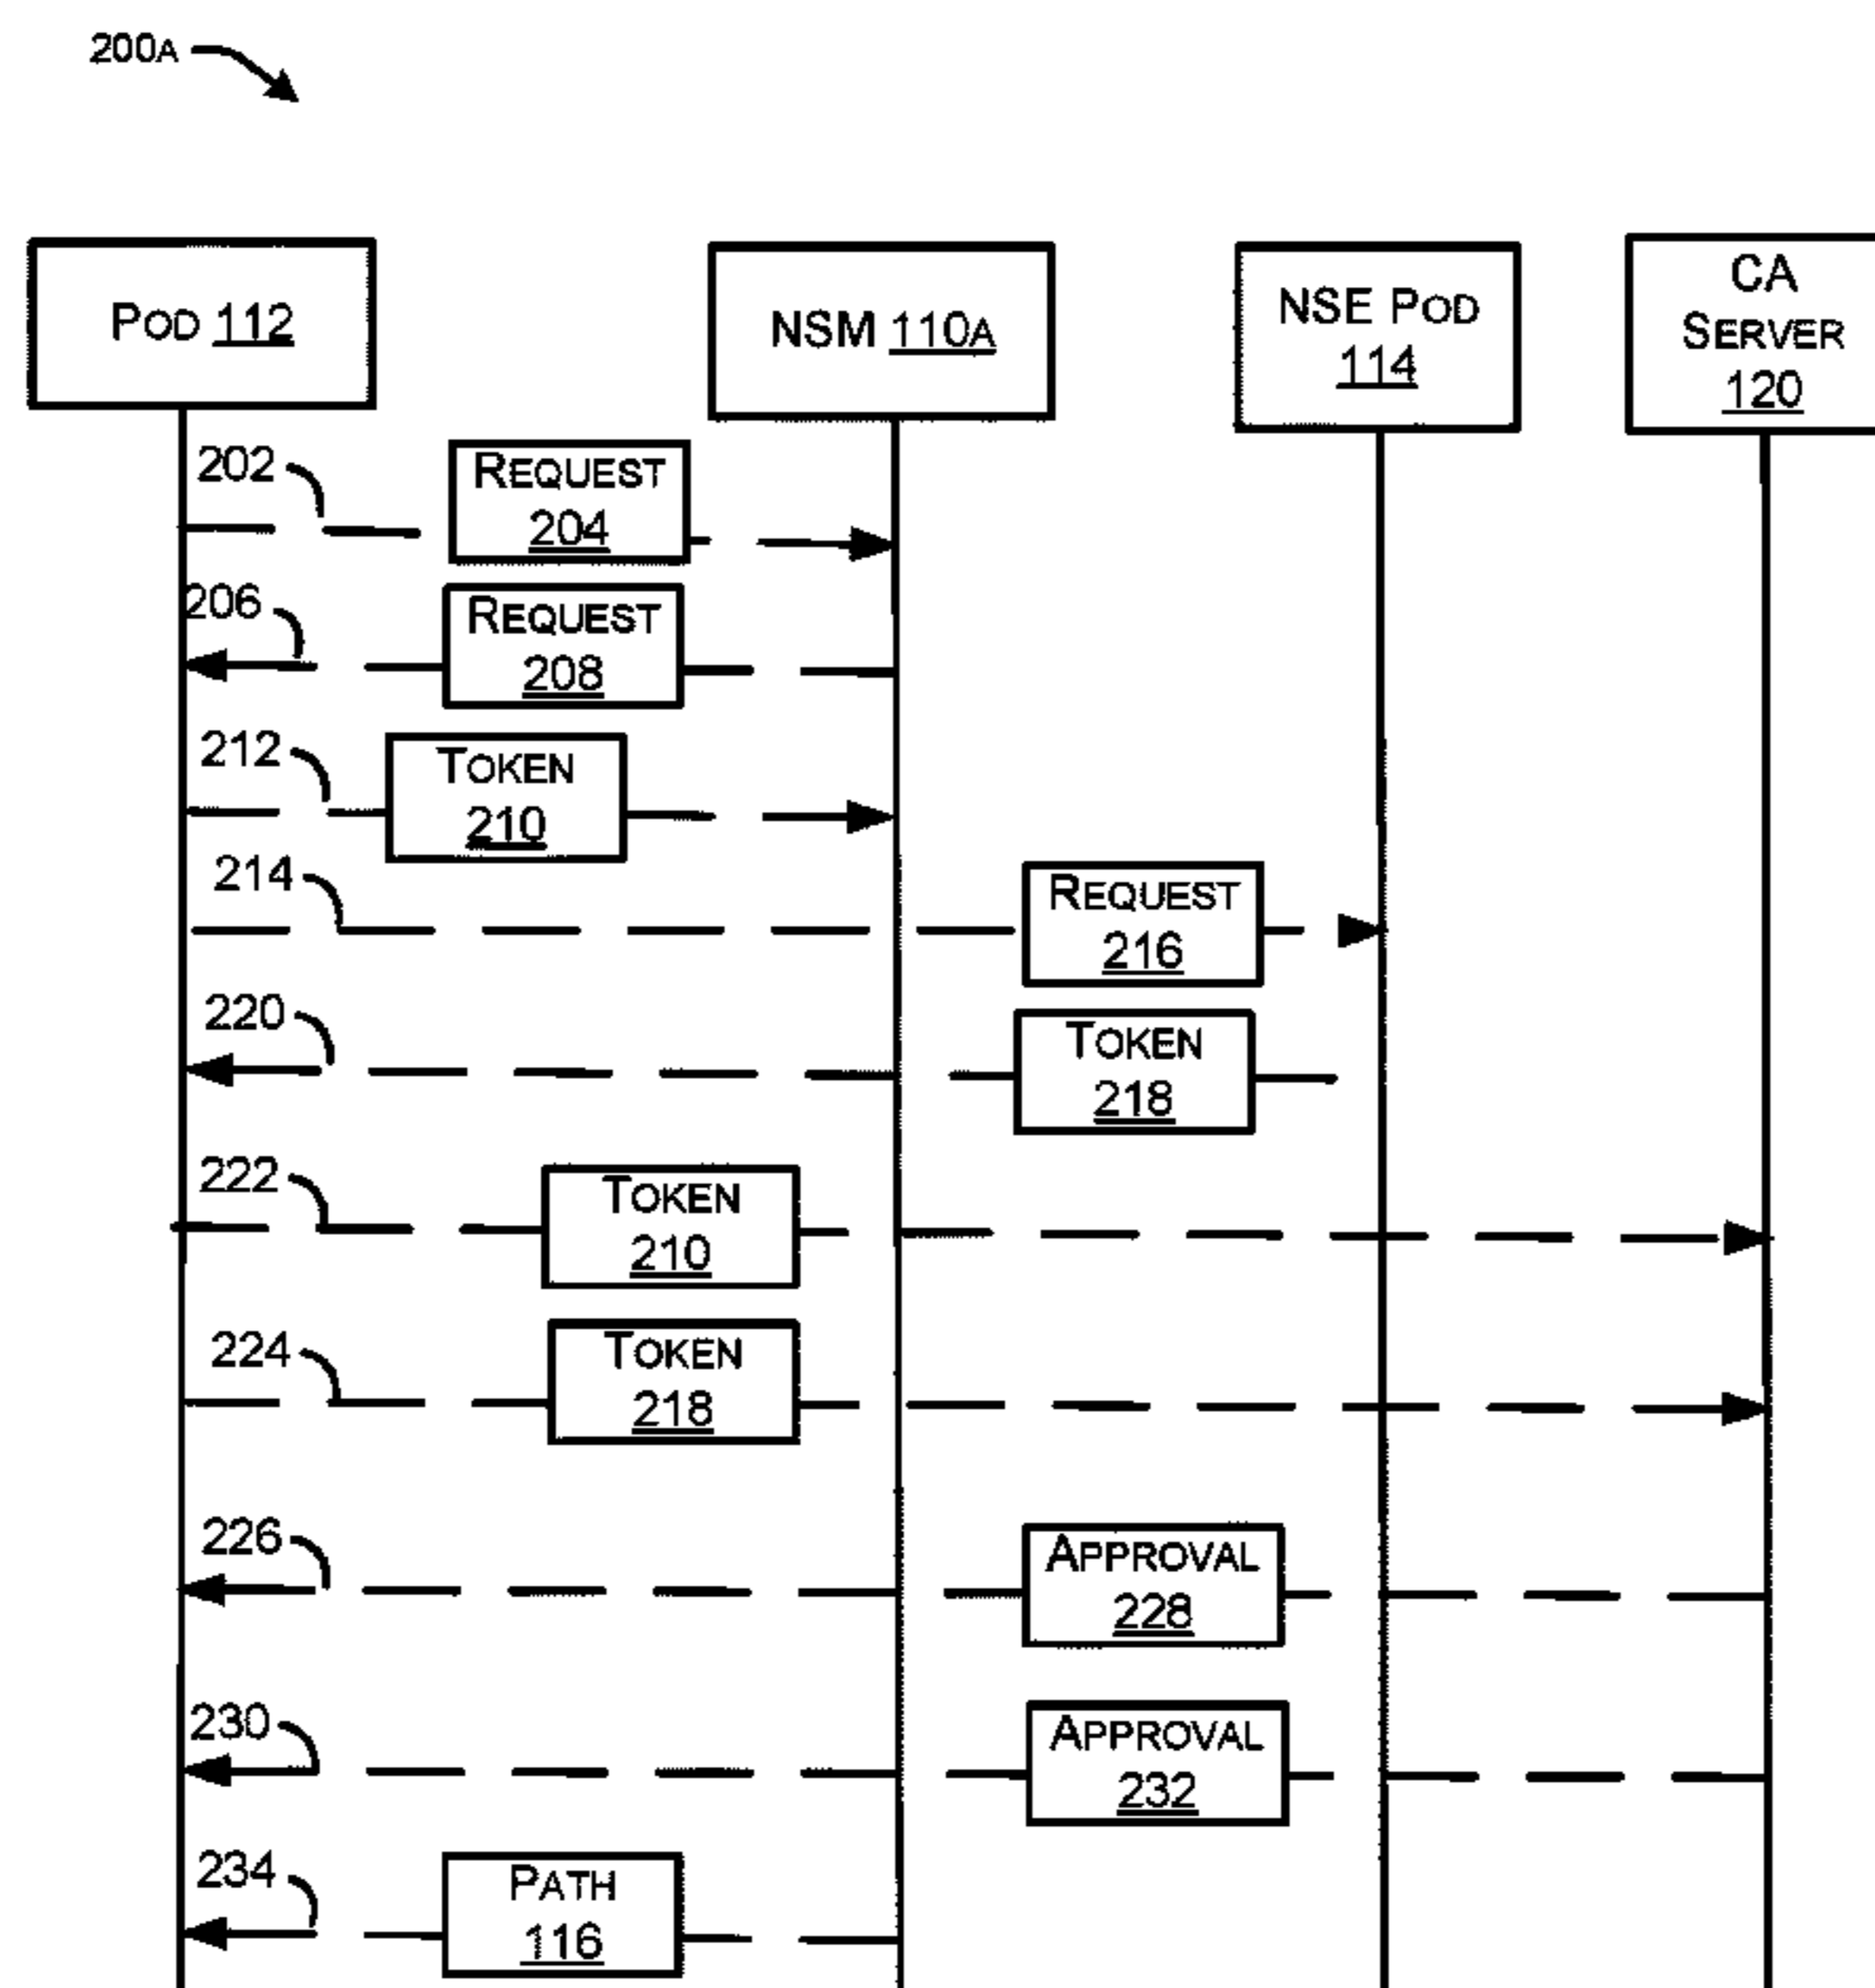 200A
POD 112
NSM 110A
NSE POD
114
CA
SERVER
120
202
REQUEST
204
206
REQUEST
208
212
TOKEN
210
214
REQUEST
216
220
TOKEN
218
222
TOKEN
210
224
TOKEN
218
226
APPROVAL
228
230
APPROVAL
232
234
PATH
116